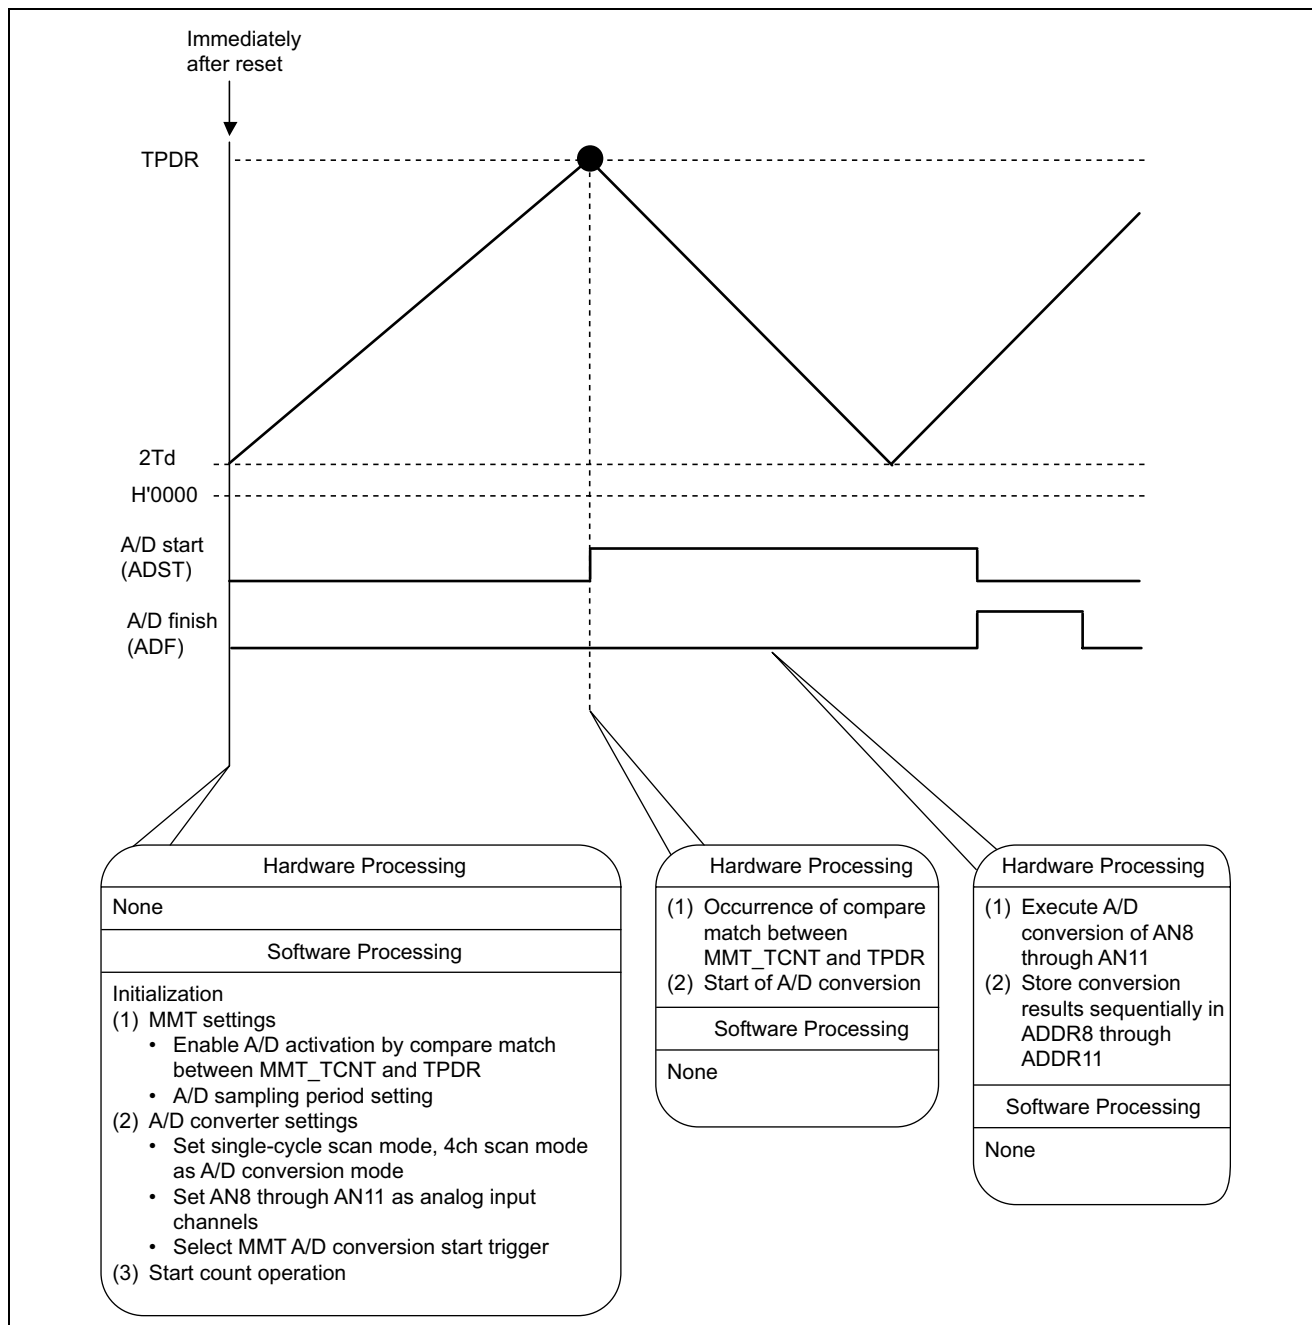 Immediately
after reset
TPDR
2Td
H'0000
A/D start
(ADST)
A/D finish
(ADF)
Hardware Processing
None
Software Processing
Initialization
(1) MMT settings
• Enable A/D activation by compare match
between MMT_TCNT and TPDR
• A/D sampling period setting
(2) A/D converter settings
• Set single-cycle scan mode, 4ch scan mode
as A/D conversion mode
• Set AN8 through AN11 as analog input
channels
• Select MMT A/D conversion start trigger
(3) Start count operation
Hardware Processing
(1) Occurrence of compare
match between
MMT_TCNT and TPDR
(2) Start of A/D conversion
Software Processing
None
Hardware Processing
(1) Execute A/D
conversion of AN8
through AN11
(2) Store conversion
results sequentially in
ADDR8 through
ADDR11
Software Processing
None